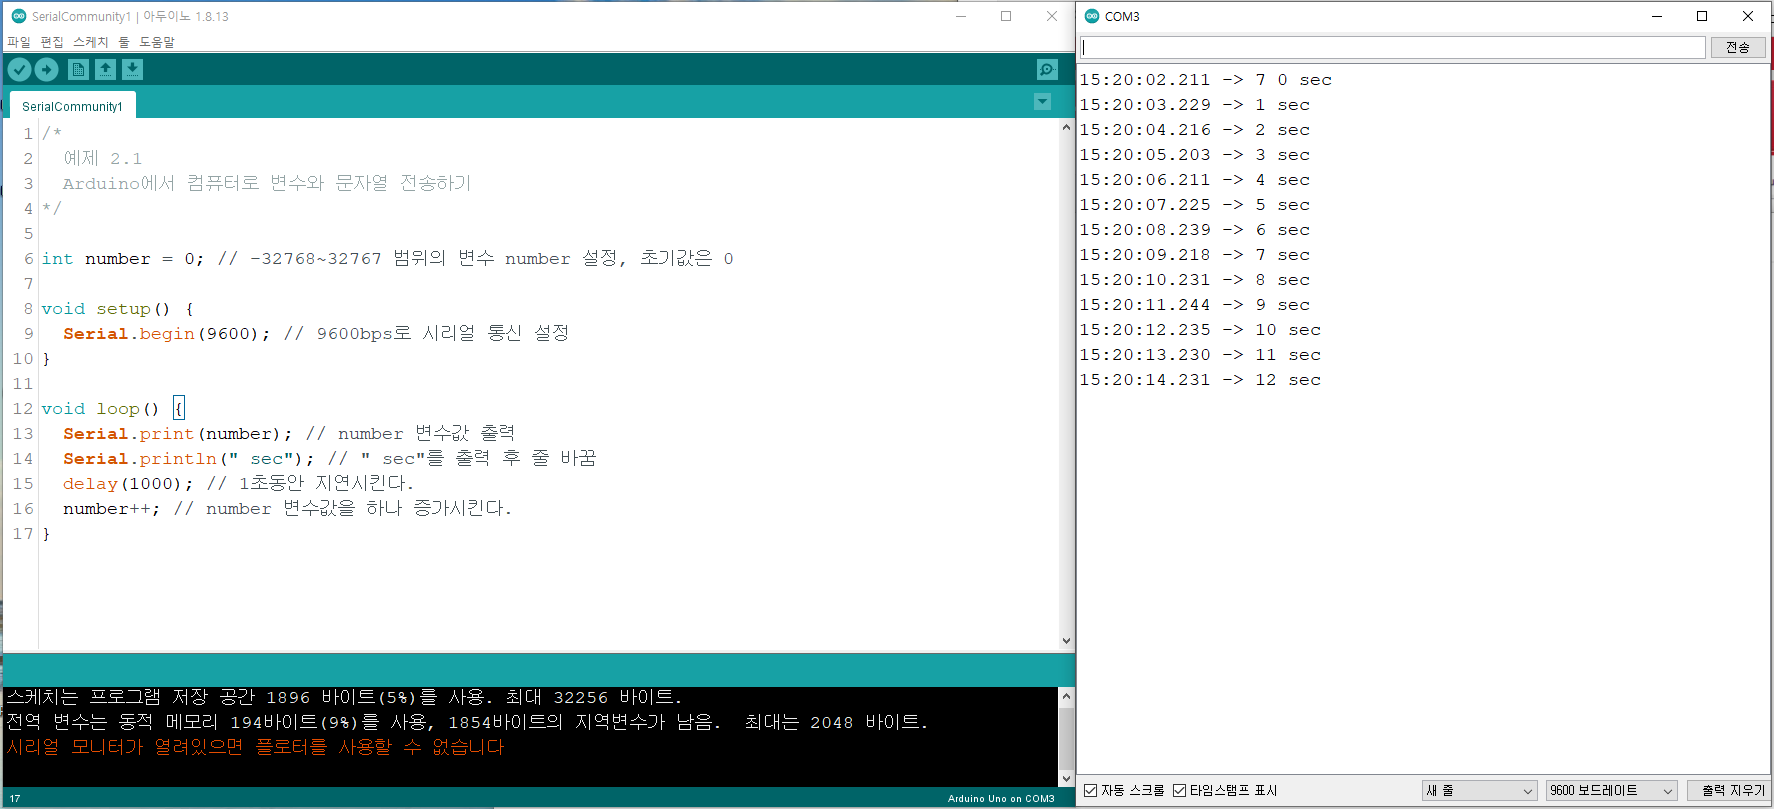 SerialCommunity1 | 아두이노 1.8.13
파일 편집 스케치 툴 도움말
SerialCommunity1
1 /*
2 예제 2.1
3 Arduino에서 컴퓨터로 변수와 문자열 전송하기
4 */
5
6 int number = 0; // -32768~32767 범위의 변수 number 설정, 초기값은 0
7
8 void setup() {
9 Serial.begin(9600); // 9600bps로 시리얼 통신 설정
10 }
11
12 void loop() {
13 Serial.print(number); // number 변수값 출력
14 Serial.println(" sec"); // " sec"를 출력 후 줄 바꿈
15 delay(1000); // 1초동안 지연시킨다.
16 number++; // number 변수값을 하나 증가시킨다.
17 }
스케치는 프로그램 저장 공간 1896 바이트(5%)를 사용. 최대 32256 바이트.
전역 변수는 동적 메모리 194바이트(9%)를 사용, 1854바이트의 지역변수가 남음.  최대는 2048 바이트.
시리얼 모니터가 열려있으면 플로터를 사용할 수 없습니다
17 Arduino Uno on COM3
COM3
전송
15:20:02.211 -> 7 0 sec
15:20:03.229 -> 1 sec
15:20:04.216 -> 2 sec
15:20:05.203 -> 3 sec
15:20:06.211 -> 4 sec
15:20:07.225 -> 5 sec
15:20:08.239 -> 6 sec
15:20:09.218 -> 7 sec
15:20:10.231 -> 8 sec
15:20:11.244 -> 9 sec
15:20:12.235 -> 10 sec
15:20:13.230 -> 11 sec
15:20:14.231 -> 12 sec
자동 스크롤 타임스탬프 표시 새 줄 9600 보드레이트 출력 지우기